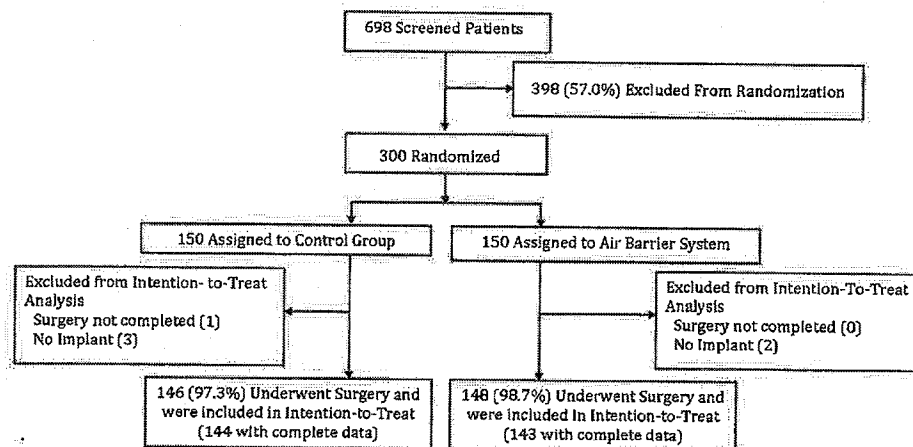 698 Screened Patients
398 (57.0%) Excluded From Randomization
300 Randomized
150 Assigned to Control Group
150 Assigned to Air Barrier System
Excluded from Intention- to-Treat
Analysis
Surgery not completed (1)
No Implant (3)
Excluded from Intention-To-Treat
Analysis
Surgery not completed (0)
No Implant (2)
146 (97.3%) Underwent Surgery and
were included in Intention-to-Treat
(144 with complete data)
148 (98.7%) Underwent Surgery and
were included In Intention-to-Treat
(143 with complete data)